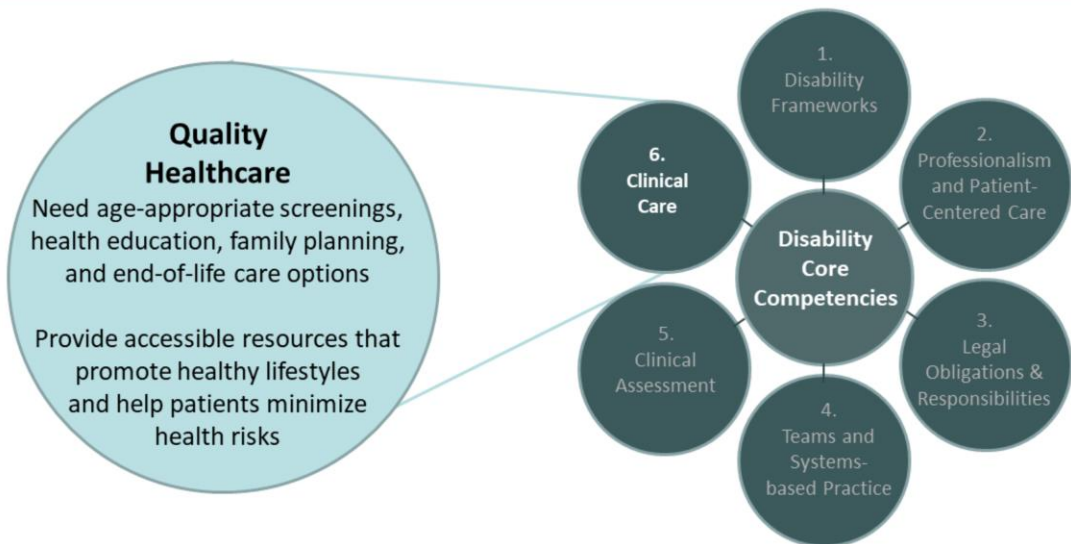 Quality
Healthcare
Need age-appropriate screenings,
health education, family planning,
and end-of-life care options
Provide accessible resources that
promote healthy lifestyles
and help patients minimize
health risks
1.
Disability
Frameworks
2.
Professionalism
and Patient-
Centered Care
3.
Legal
Obligations &
Responsibilities
4.
Teams and
Systems-
based Practice
5.
Clinical
Assessment
6.
Clinical
Care
Disability
Core
Competencies